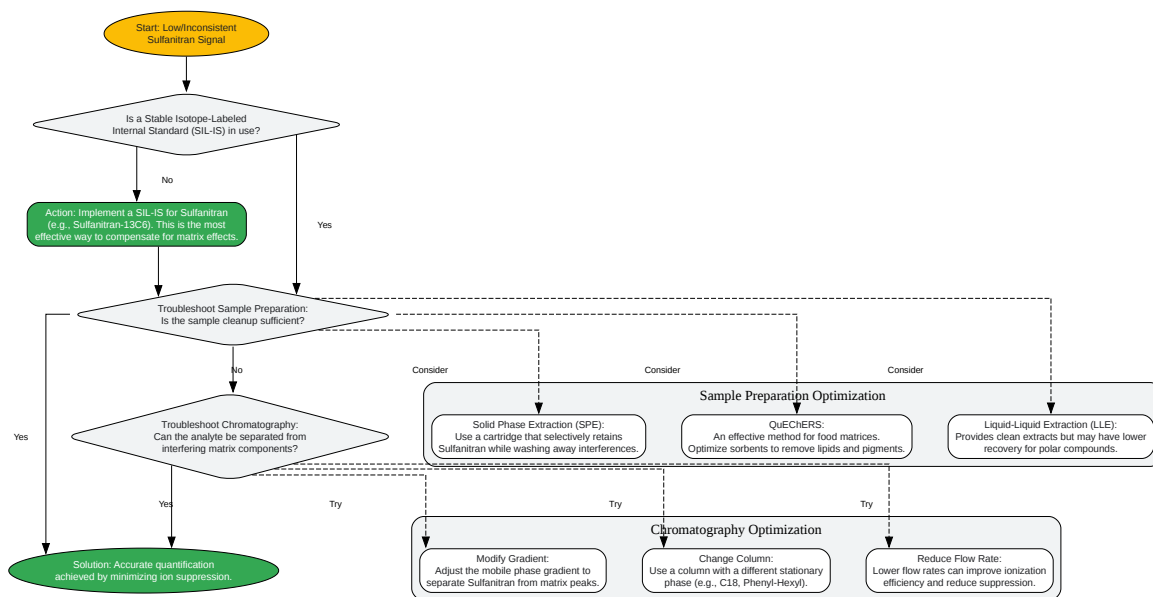 Start: Low/Inconsistent
Sulfanitran Signal
Is a Stable Isotope-Labeled
Internal Standard (SIL-IS) in use?
No
Action: Implement a SIL-IS for Sulfanitran
(e.g., Sulfanitran-13C6). This is the most
effective way to compensate for matrix effects.
Yes
Troubleshoot Sample Preparation:
Is the sample cleanup sufficient?
No
Consider
Consider
Consider
Sample Preparation Optimization
Solid Phase Extraction (SPE):
Use a cartridge that selectively retains
Sulfanitran while washing away interferences.
QuEChERS:
An effective method for food matrices.
Optimize sorbents to remove lipids and pigments.
Liquid-Liquid Extraction (LLE):
Provides clean extracts but may have lower
recovery for polar compounds.
Troubleshoot Chromatography:
Can the analyte be separated from
interfering matrix components?
Yes
Yes
Try
Try
Try
Chromatography Optimization
Modify Gradient:
Adjust the mobile phase gradient to
separate Sulfanitran from matrix peaks.
Change Column:
Use a column with a different stationary
phase (e.g., C18, Phenyl-Hexyl).
Reduce Flow Rate:
Lower flow rates can improve ionization
efficiency and reduce suppression.
Solution: Accurate quantification
achieved by minimizing ion suppression.